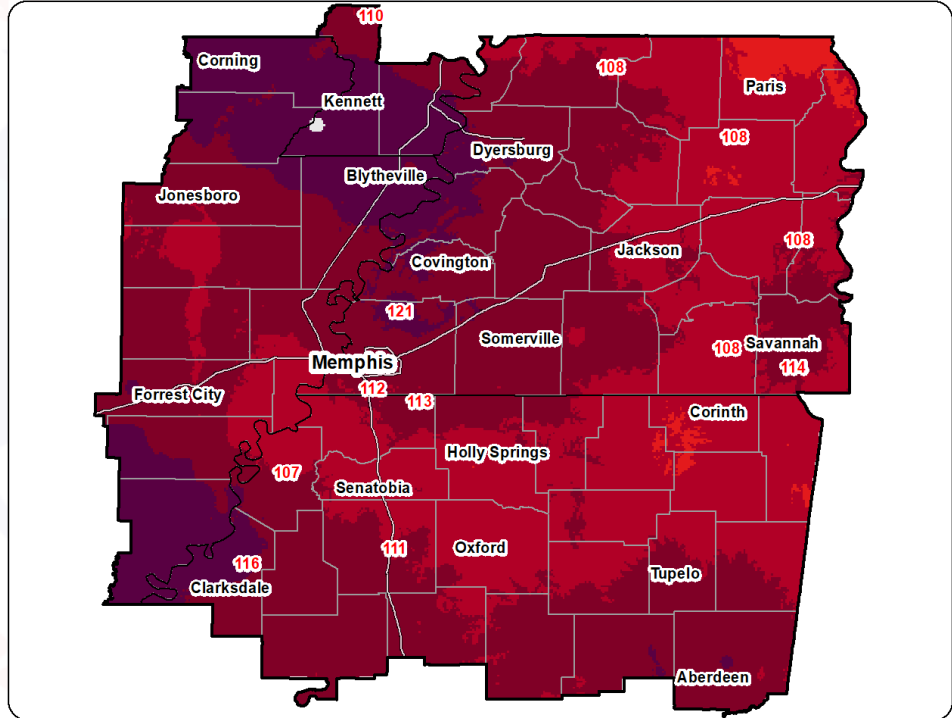 110
Corning
108
Paris
Kennett
108
Dyersburg
Blytheville
Jonesboro
108
Jackson
Covington
121
Somerville
108
Savannah
Memphis
114
112
Forrest City
113
Corinth
Holly Springs
107
Senatobia
111
Oxford
116
Tupelo
Clarksdale
Aberdeen